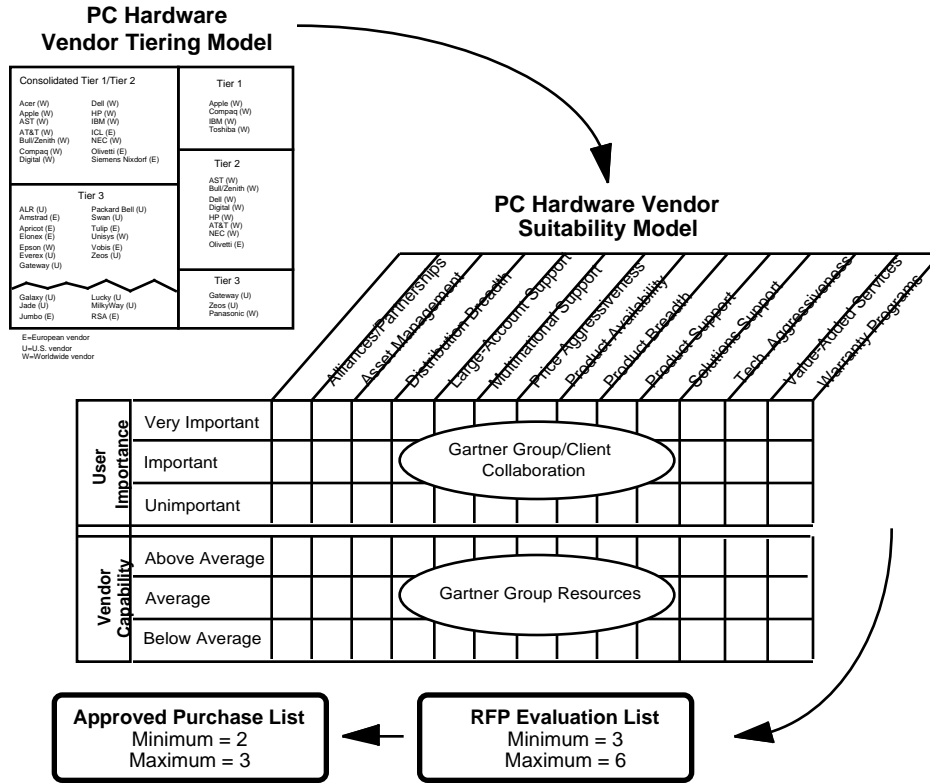 PC Hardware
Vendor Tiering Model
Consolidated Tier 1/Tier 2
Acer (W)
Apple (W)
AST (W)
AT&T (W)
Bull/Zenith (W)
Compaq (W)
Digital (W)
Dell (W)
HP (W)
IBM (W)
ICL (E)
NEC (W)
Olivetti (E)
Siemens Nixdorf (E)
Tier 1
Apple (W)
Compaq (W)
IBM (W)
Toshiba (W)
Tier 2
AST (W)
Bull/Zenith (W)
Dell (W)
Digital (W)
HP (W)
AT&T (W)
NEC (W)
Olivetti (E)
Tier 3
ALR (U)
Amstrad (E)
Apricot (E)
Elonex (E)
Epson (W)
Everex (U)
Gateway (U)
Packard Bell (U)
Swan (U)
Tulip (E)
Unisys (W)
Vobis (E)
Zeos (U)
Galaxy (U)
Jade (U)
Jumbo (E)
Lucky (U
MilkyWay (U)
RSA (E)
Tier 3
Gateway (U)
Zeos (U)
Panasonic (W)
E=European vendor
U=U.S. vendor
W=Worldwide vendor
PC Hardware Vendor
Suitability Model
Alliances/Partnerships
Asset Management
Distribution Breadth
Large-Account Support
Multinational Support
Price Aggressiveness
Product Availability
Product Breadth
Product Support
Solutions Support
Tech. Aggressiveness
Value-Added Services
Warranty Programs
User
Importance
Very Important
Important
Unimportant
Gartner Group/Client
Collaboration
Vendor
Capability
Above Average
Average
Below Average
Gartner Group Resources
Approved Purchase List
Minimum = 2
Maximum = 3
RFP Evaluation List
Minimum = 3
Maximum = 6